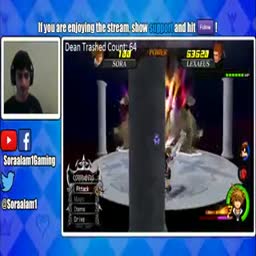 If you are enjoying the stream, show support and hit Follow !
Dean Trashed Count: 64
POWER
SORA
LEXAEUS
COMMANDS
Attack
Magic
Items
Drive
Soraalam1Gaming
@Soraalam1